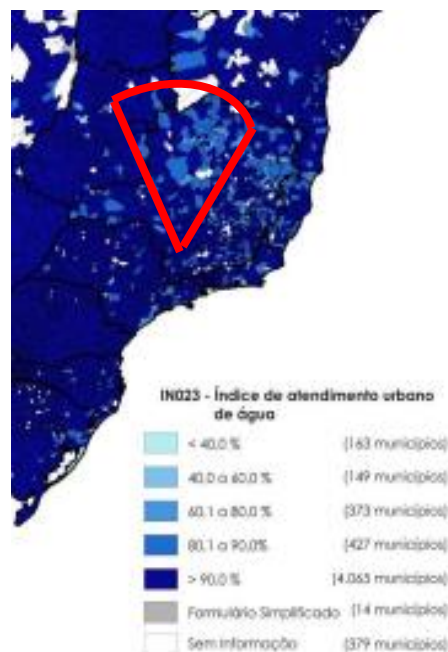 IN023 - Índice de atendimento urbano
de água
< 40,0 % (163 municípios)
40,0 a 60,0 % (149 municípios)
60,1 a 80,0 % (373 municípios)
80,1 a 90,0% (427 municípios)
> 90,0 % (4.065 municípios)
Formulário Simplificado (14 municípios)
Sem Informação (379 municípios)